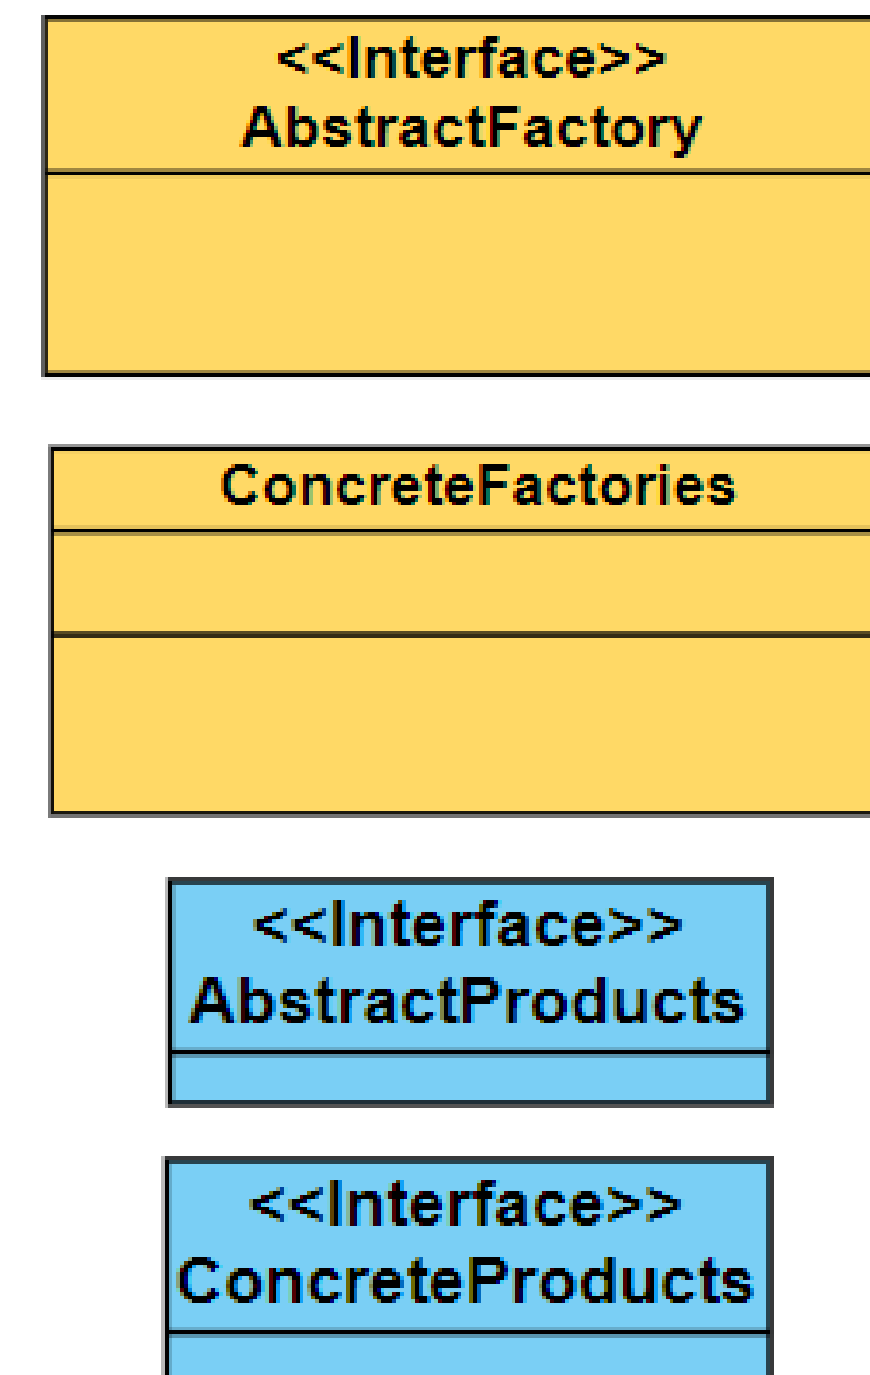 <<Interface>>
AbstractFactory
ConcreteFactories
<<Interface>>
AbstractProducts
<<Interface>>
ConcreteProducts